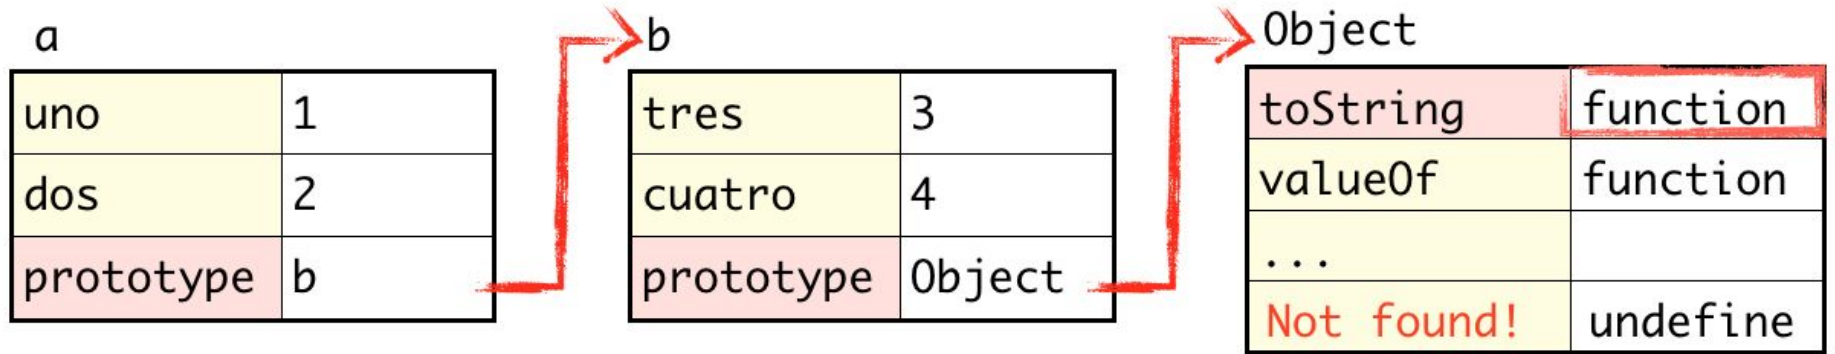 a
uno 1
dos 2
prototype b
b
tres 3
cuatro 4
prototype Object
Object
toString function
valueOf function
...
Not found! undefine